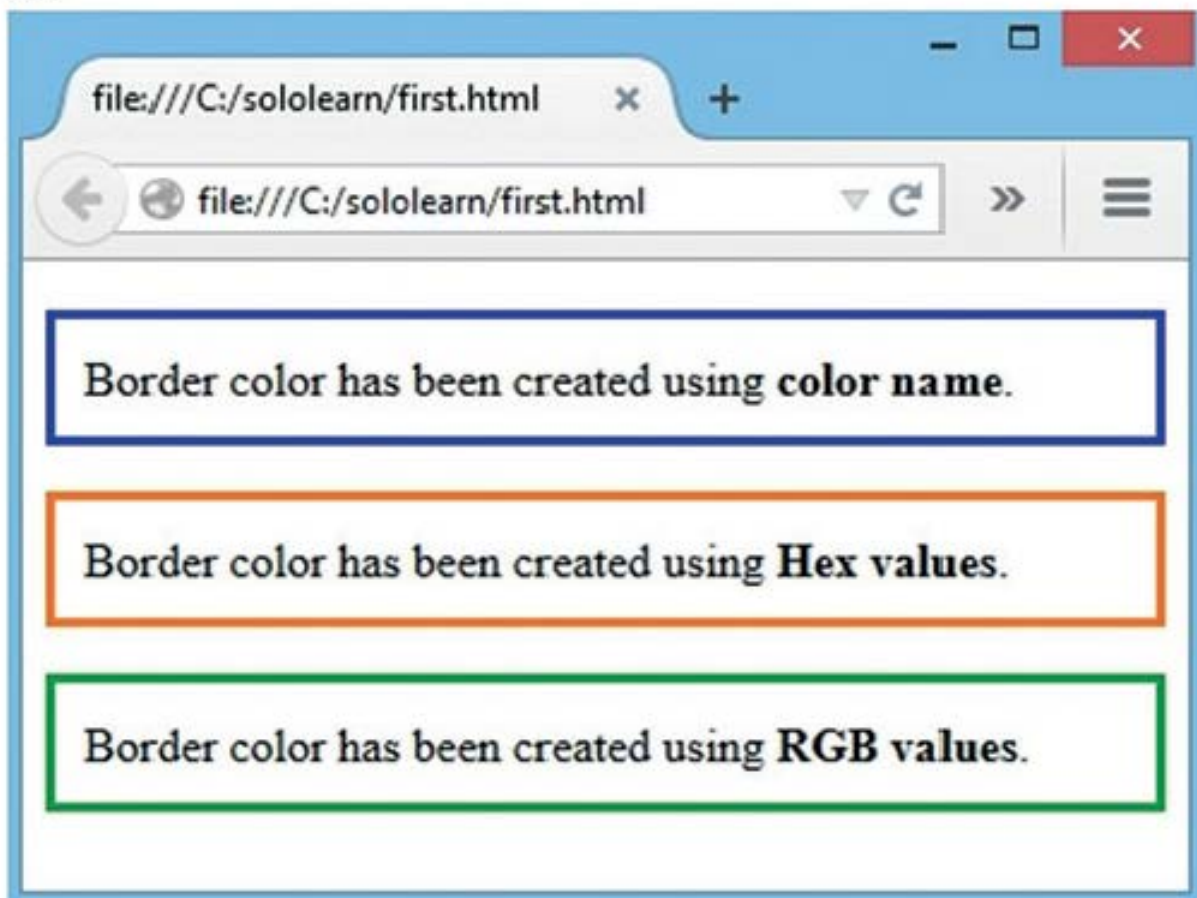 file:///C:/sololearn/first.html
file:///C:/sololearn/first.html
Border color has been created using color name.
Border color has been created using Hex values.
Border color has been created using RGB values.